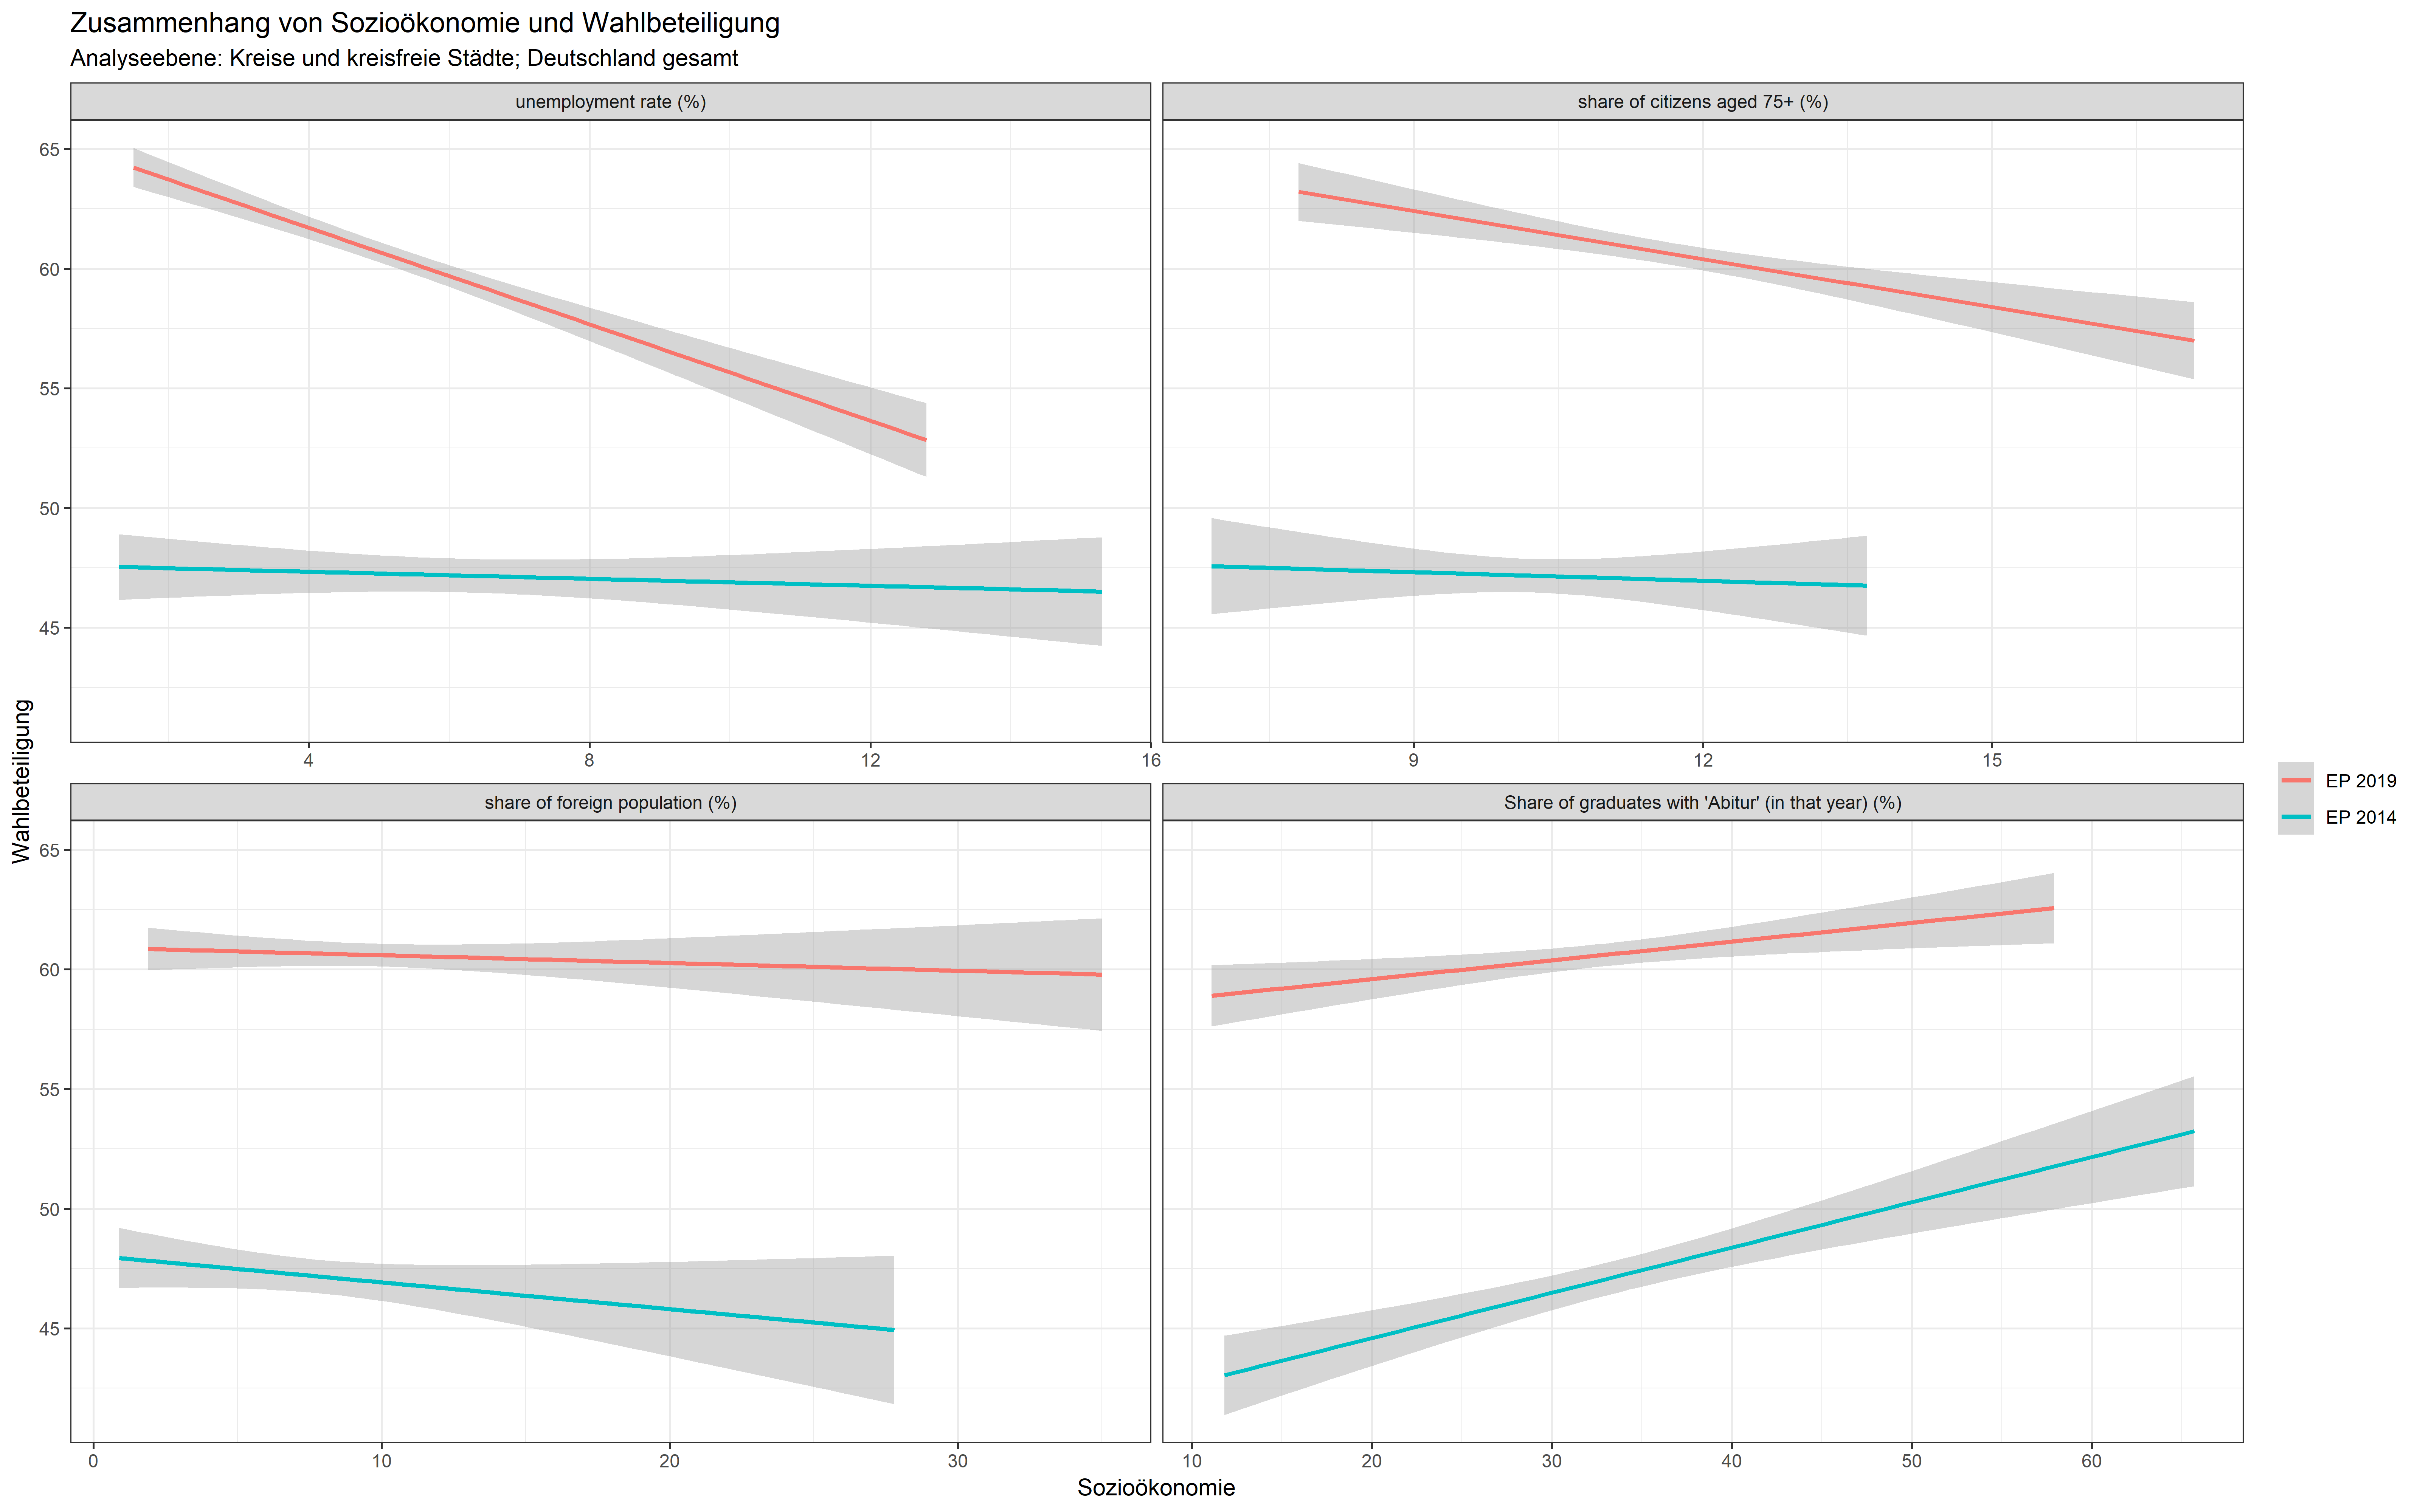 Zusammenhang von Sozioökonomie und Wahlbeteiligung
Analyseebene: Kreise und kreisfreie Städte; Deutschland gesamt
unemployment rate (%)
share of citizens aged 75+ (%)
65
60
55
50
45
4 8 12 16
9 12 15
Wahlbeteiligung
share of foreign population (%)
Share of graduates with 'Abitur' (in that year) (%)
65
60
55
50
45
0 10 20 30
10 20 30 40 50 60
Sozioökonomie
EP 2019
EP 2014